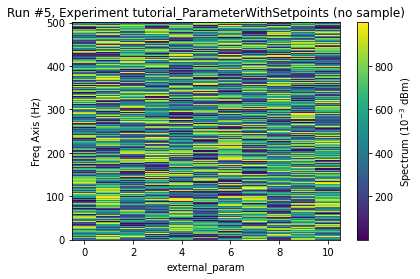 Run #5, Experiment tutorial_ParameterWithSetpoints (no sample)
500
400
300
200
100
0
Freq Axis (Hz)
0 2 4 6 8 10
external_param
800
600
400
200
Spectrum (10⁻³ dBm)